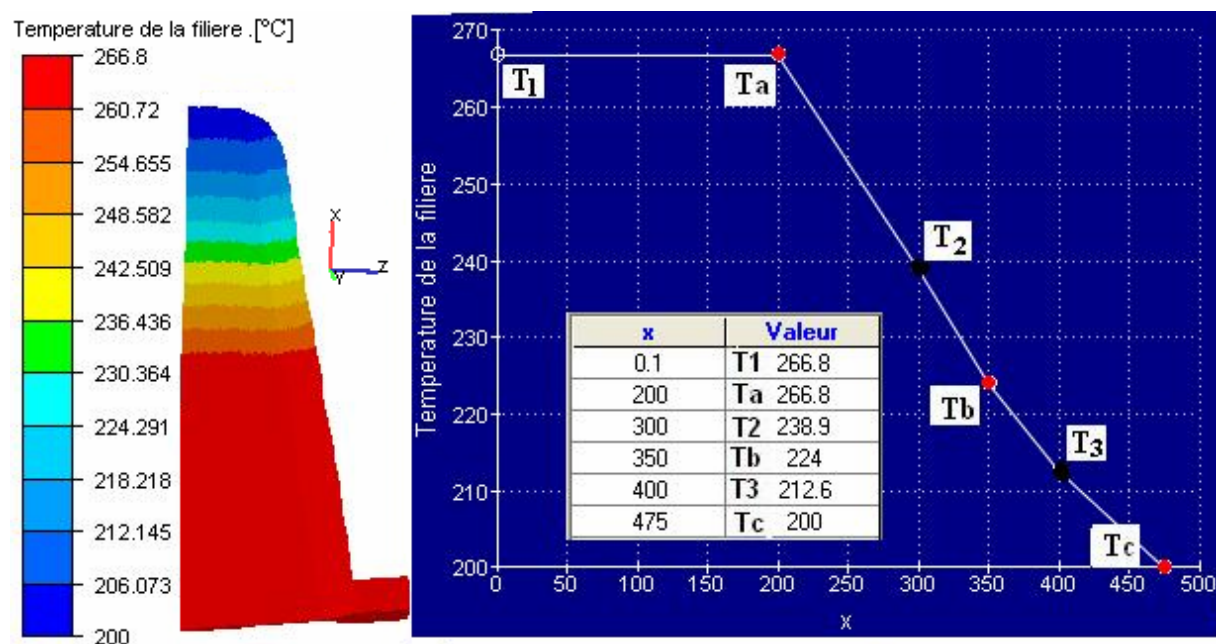 Temperature de la filiere .[°C]
266.8
260.72
254.655
248.582
242.509
236.436
230.364
224.291
218.218
212.145
206.073
200
X
Z
Y
Temperature de la filiere
270
260
250
240
230
220
210
200
0 50 100 150 200 250 300 350 400 450 500
x
T1
Ta
T2
Tb
T3
Tc
x Valeur
0.1 T1 266.8
200 Ta 266.8
300 T2 238.9
350 Tb 224
400 T3 212.6
475 Tc 200